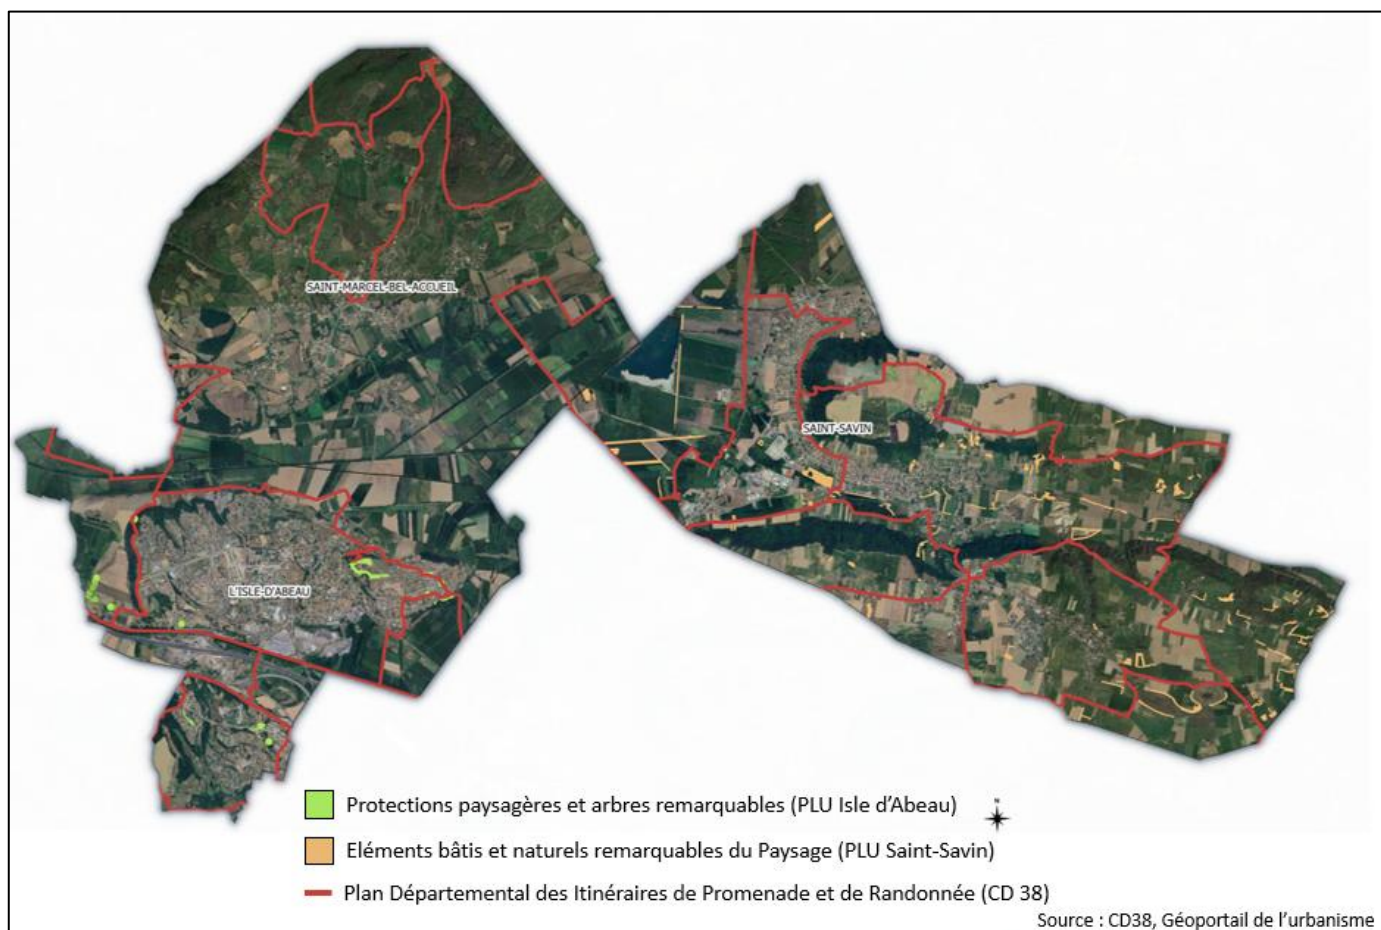 SAINT-MARCEL-BEL-ACCUEIL
SAINT-SAVIN
L'ISLE-D'ABEAU
Protections paysagères et arbres remarquables (PLU Isle d'Abeau)
N
Eléments bâtis et naturels remarquables du Paysage (PLU Saint-Savin)
Plan Départemental des Itinéraires de Promenade et de Randonnée (CD 38)
Source : CD38, Géoportail de l'urbanisme